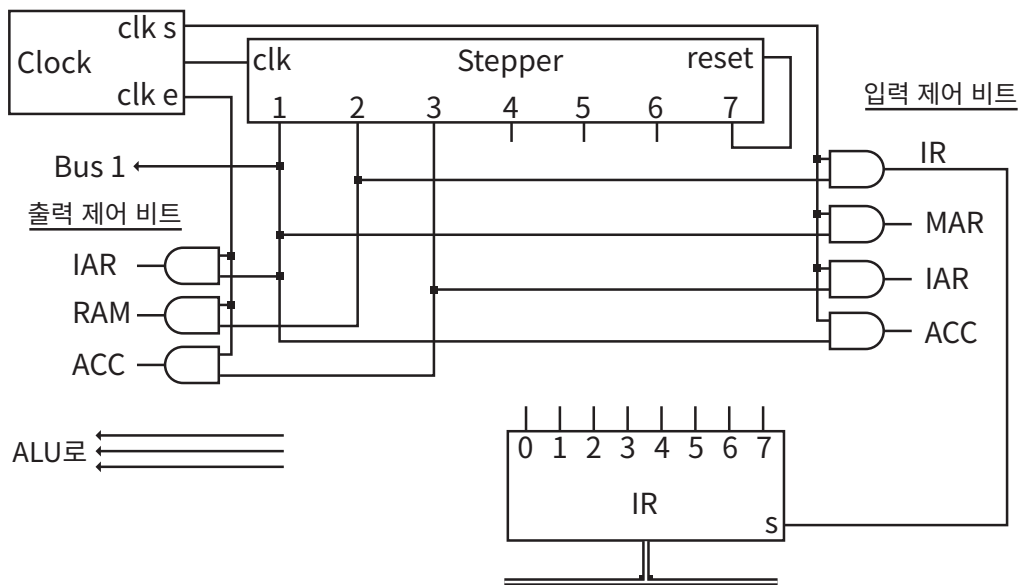 clk s
Clock
clk e
clk
Stepper
reset
1 2 3 4 5 6 7
Bus 1
출력 제어 비트
IAR
RAM
ACC
입력 제어 비트
IR
MAR
IAR
ACC
ALU로
0 1 2 3 4 5 6 7
IR
s